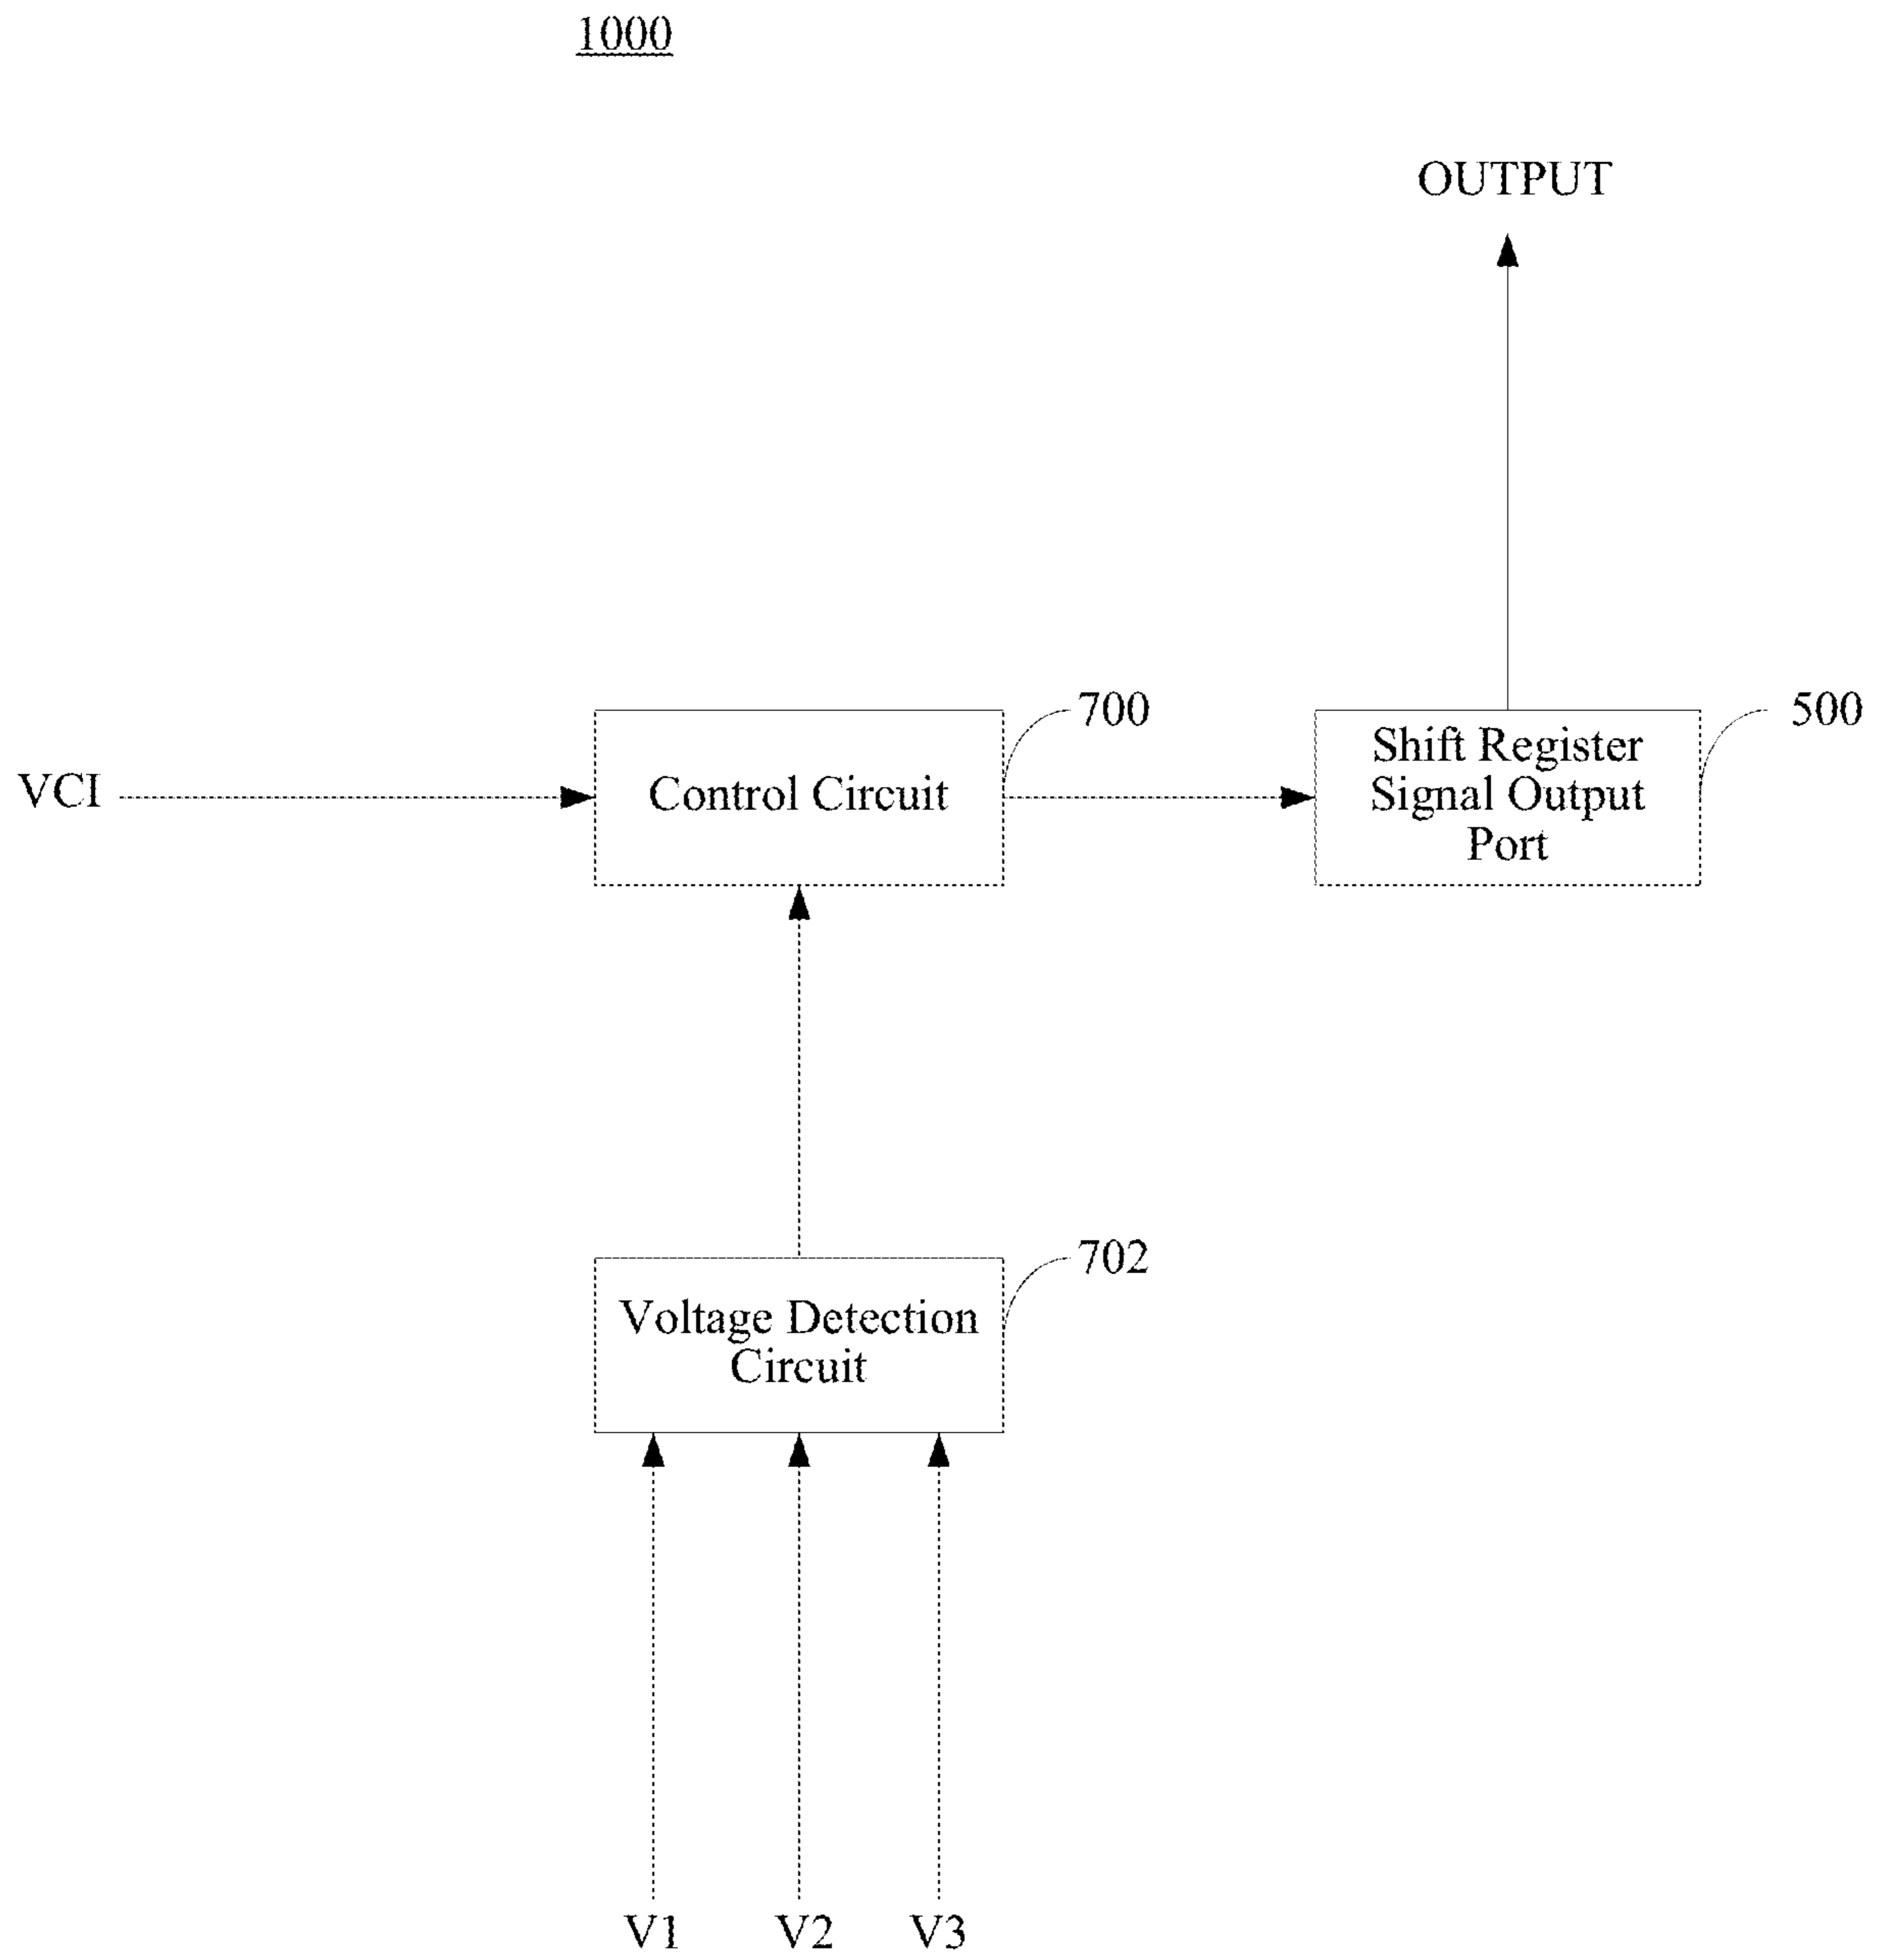 1000
OUTPUT
700
500
VCI
Control Circuit
Shift Register
Signal Output
Port
702
Voltage Detection
Circuit
V1 V2 V3